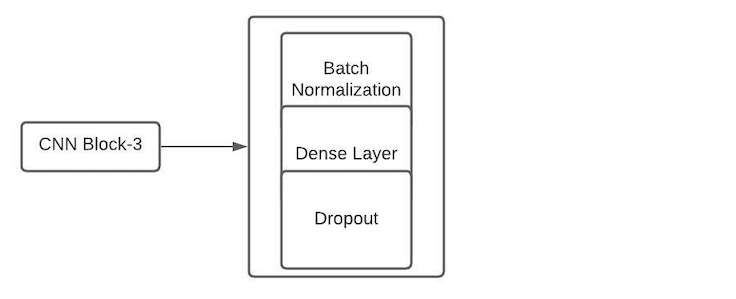 CNN Block-3
Batch
Normalization
Dense Layer
Dropout